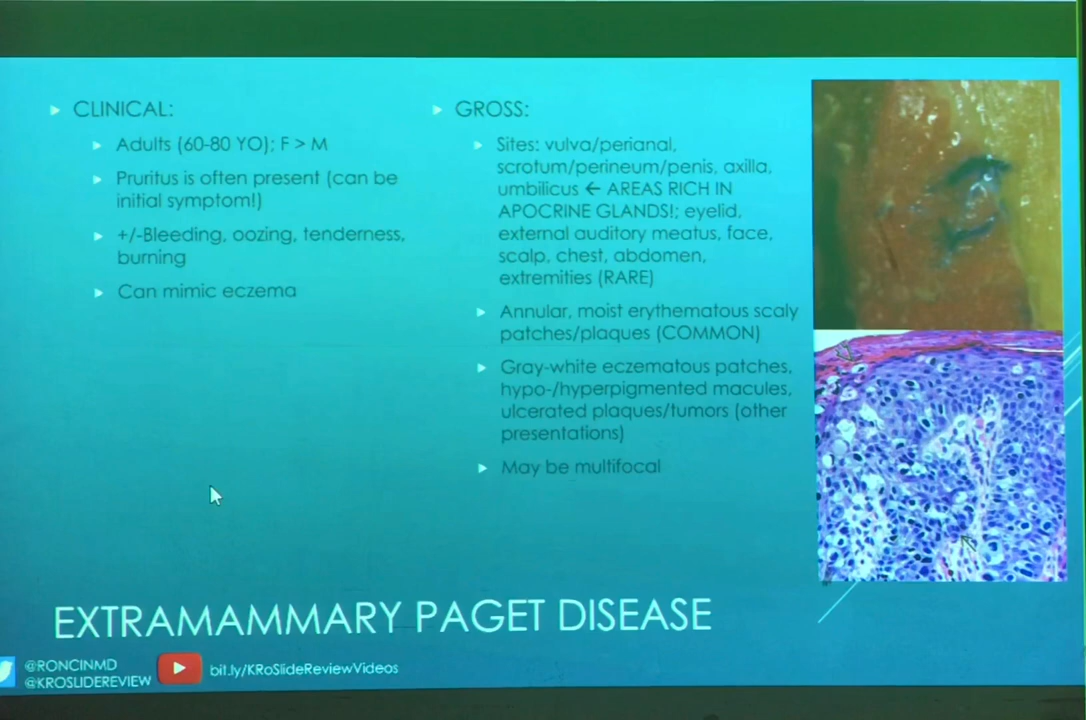 CLINICAL:
Adults (60-80 YO); F > M
Pruritus is often present (can be
initial symptom!)
+/-Bleeding, oozing, tenderness,
burning
Can mimic eczema
GROSS:
Sites: vulva/perianal,
scrotum/perineum/penis, axilla,
umbilicus ← AREAS RICH IN
APOCRINE GLANDS!; eyelid,
external auditory meatus, face,
scalp, chest, abdomen,
extremities (RARE)
Annular, moist erythematous scaly
patches/plaques (COMMON)
Gray-white eczematous patches,
hypo-/hyperpigmented macules,
ulcerated plaques/tumors (other
presentations)
May be multifocal
EXTRAMAMMARY PAGET DISEASE
@RONCINMD
@KROSLIDEREVIEW
bit.ly/KRoSlideReviewVideos